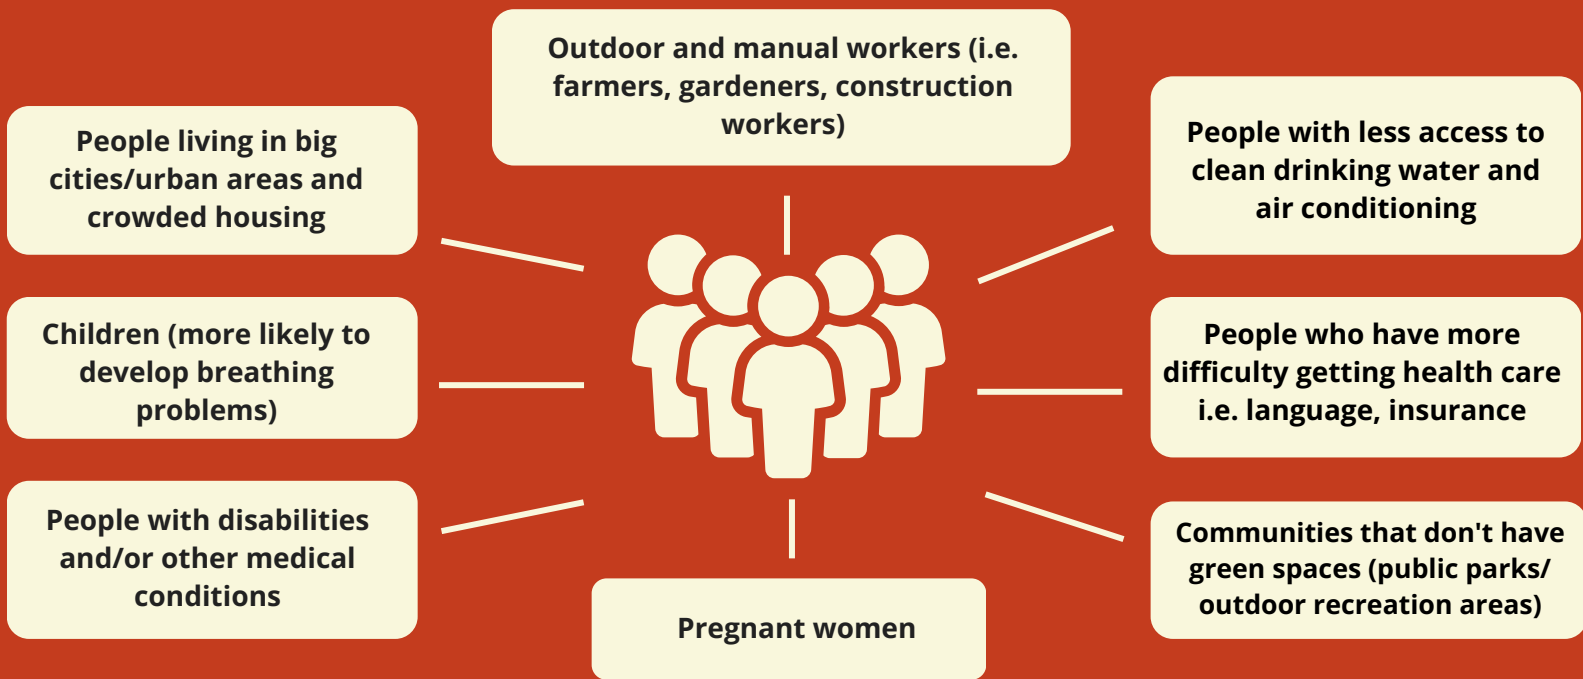 Outdoor and manual workers (i.e.
farmers, gardeners, construction
workers)
People living in big
cities/urban areas and
crowded housing
People with less access to
clean drinking water and
air conditioning
Children (more likely to
develop breathing
problems)
People who have more
difficulty getting health care
i.e. language, insurance
People with disabilities
and/or other medical
conditions
Communities that don't have
green spaces (public parks/
outdoor recreation areas)
Pregnant women